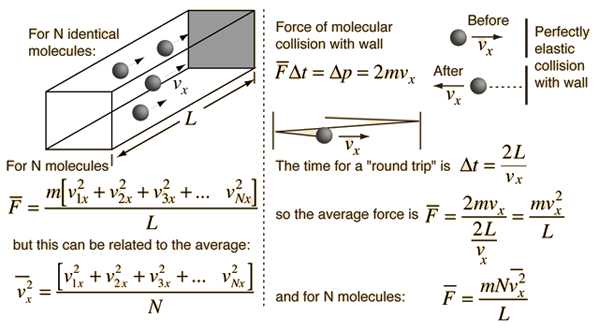 For N identical
molecules:
v_x
L
For N molecules
F̅ = m[v²_1x + v²_2x + v²_3x + ... v²_Nx] / L
but this can be related to the average:
v̅²_x = [v²_1x + v²_2x + v²_3x + ... v²_Nx] / N
Force of molecular
collision with wall
F̅Δt = Δp = 2mv_x
Before
v_x
After
v_x
Perfectly
elastic
collision
with wall
v_x
The time for a "round trip" is Δt = 2L / v_x
so the average force is F̅ = 2mv_x / (2L / v_x) = mv²_x / L
and for N molecules: F̅ = mNv̅²_x / L